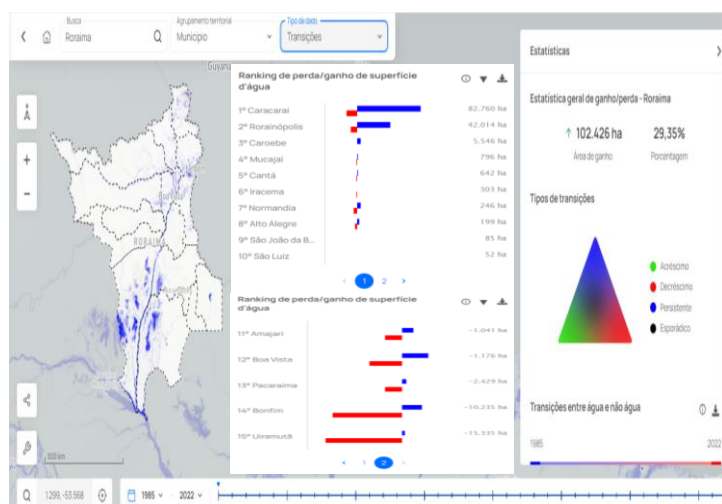 Busca
Roraima
Agrupamento territorial
Município
Tipo de dado
Transições
Guyana
RORAIMA
Ranking de perda/ganho de superfície
d'água
1º Caracaraí 82.760 ha
2º Rorainópolis 42.014 ha
3º Caroebe 5.546 ha
4º Mucajaí 796 ha
5º Cantá 642 ha
6º Iracema 303 ha
7º Normandia 246 ha
8º Alto Alegre 199 ha
9º São João da B... 85 ha
10º São Luiz 52 ha
1 2
Ranking de perda/ganho de superfície
d'água
11º Amajari -1.041 ha
12º Boa Vista -1.176 ha
13º Pacaraima -2.429 ha
14º Bonfim -10.235 ha
15º Uiramutã -15.335 ha
1 2
Estatísticas
Estatística geral de ganho/perda - Roraima
102.426 ha 29,35%
Área de ganho Porcentagem
Tipos de transições
Acréscimo
Decréscimo
Persistente
Esporádico
Transições entre água e não água
1985 2022
1.299, -53.568
1985 - 2022